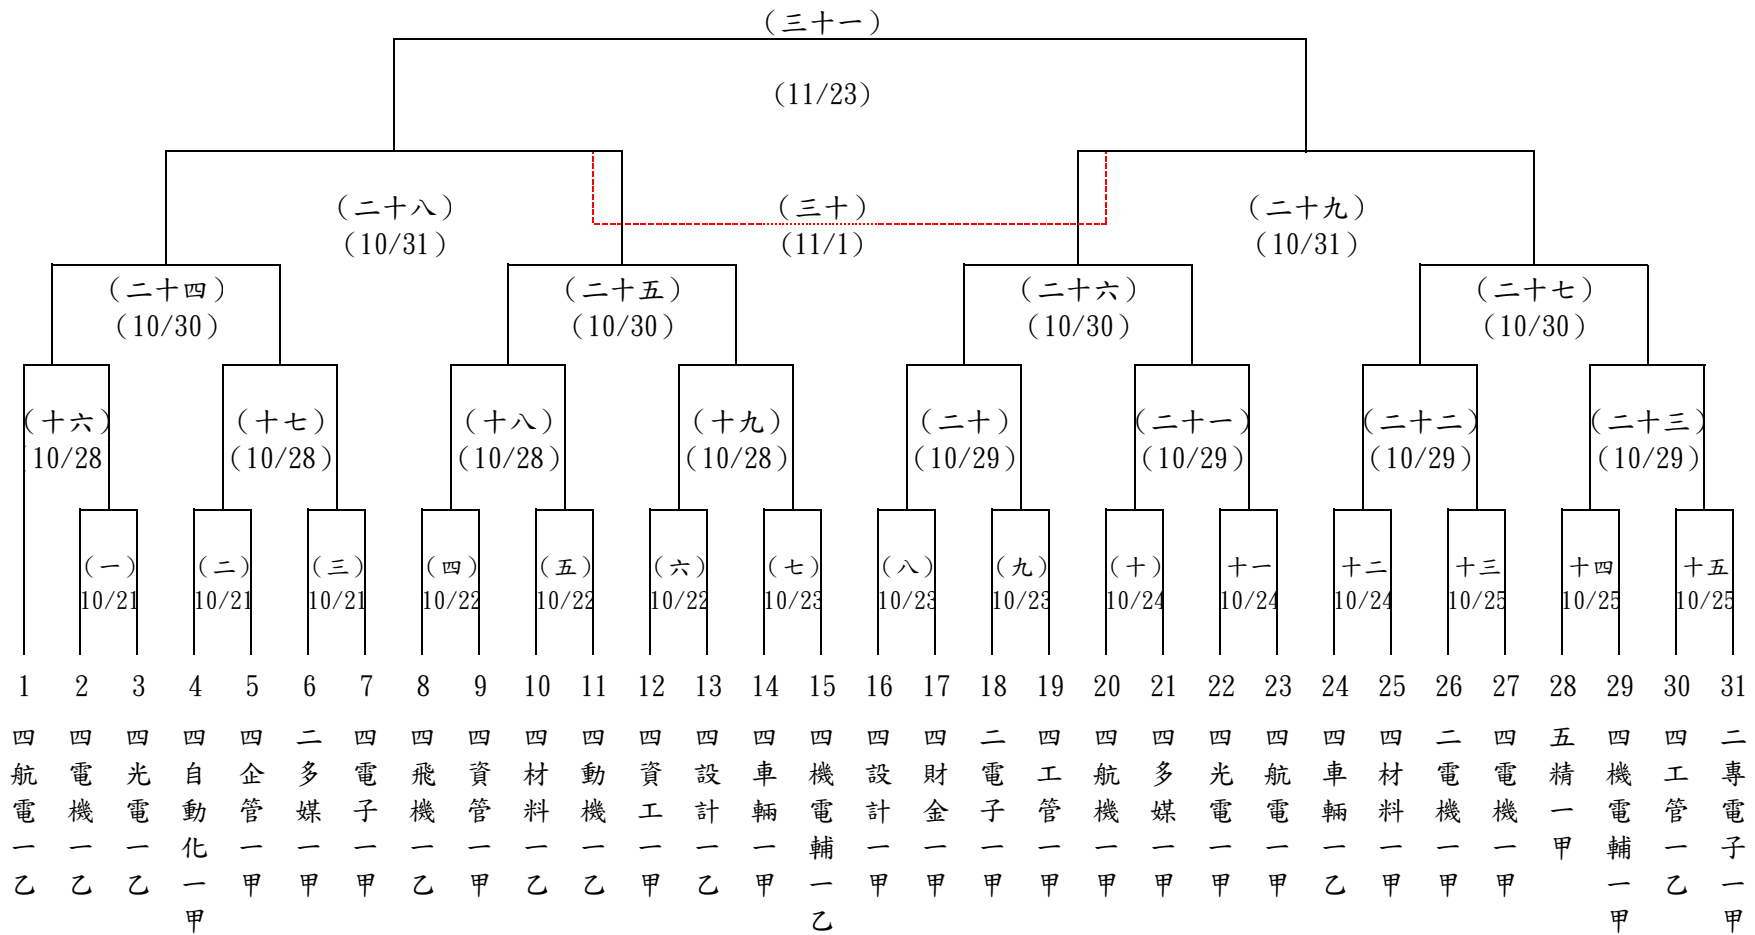 (三十一)
(11/23)
(二十八)
(10/31)
(三十)
(11/1)
(二十九)
(10/31)
(二十四)
(10/30)
(二十五)
(10/30)
(二十六)
(10/30)
(二十七)
(10/30)
(十六)
(10/28
(十七)
(10/28)
(十八)
(10/28)
(十九)
(10/28)
(二十)
(10/29)
(二十一)
(10/29)
(二十二)
(10/29)
(二十三)
(10/29)
(一)
10/21
(二)
10/21
(三)
10/21
(四)
10/22
(五)
10/22
(六)
10/22
(七)
10/23
(八)
10/23
(九)
10/23
(十)
10/24
十一
10/24
十二
10/24
十三
10/25
十四
10/25
十五
10/25
1
四航電一乙
2
四電機一乙
3
四光電一乙
4
四自動化一甲
5
四企管一甲
6
二多媒一甲
7
四電子一甲
8
四飛機一乙
9
四資管一甲
10
四材料一乙
11
四動機一乙
12
四資工一甲
13
四設計一乙
14
四車輛一甲
15
四機電輔一乙
16
四設計一甲
17
四財金一甲
18
二電子一甲
19
四工管一甲
20
四航機一甲
21
四多媒一甲
22
四光電一甲
23
四航電一甲
24
四車輛一乙
25
四材料一甲
26
二電機一甲
27
四電機一甲
28
五精一甲
29
四機電輔一甲
30
四工管一乙
31
二專電子一甲